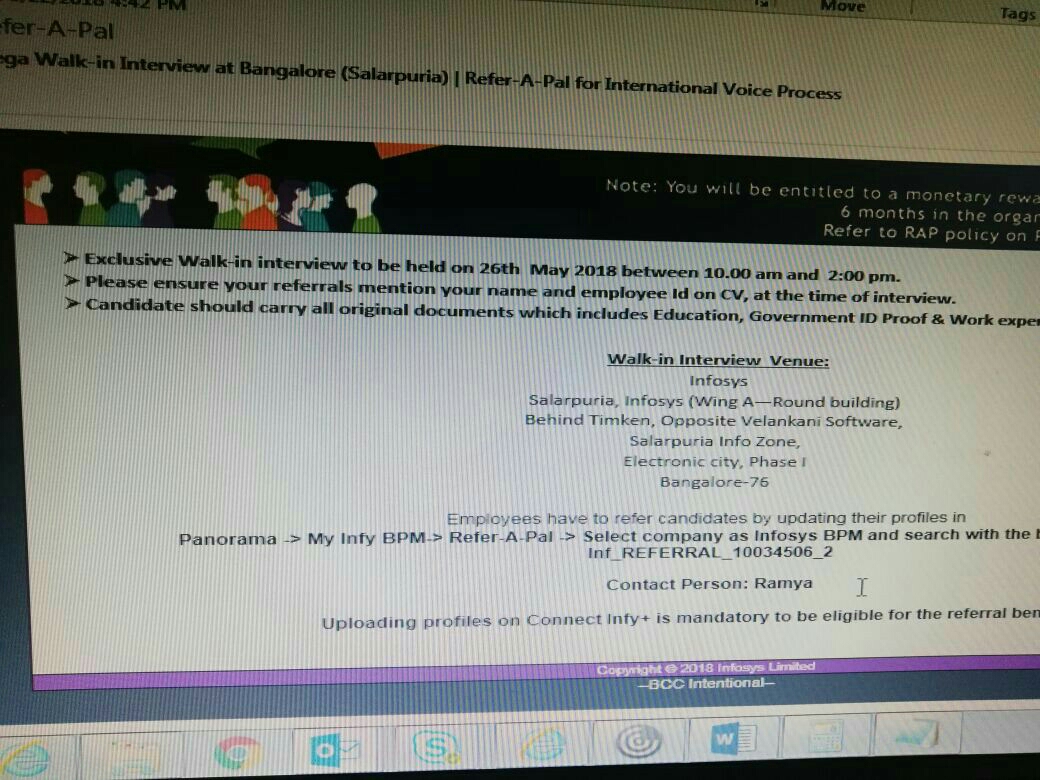 4:42 PM
Move
Tags
fer-A-Pal
ga Walk-in Interview at Bangalore (Salarpuria) | Refer-A-Pal for International Voice Process
Note: You will be entitled to a monetary rewa
6 months in the organ
Refer to RAP policy on
➤ Exclusive Walk-in interview to be held on 26th May 2018 between 10.00 am and 2:00 pm.
➤ Please ensure your referrals mention your name and employee Id on CV, at the time of interview.
➤ Candidate should carry all original documents which includes Education, Government ID Proof & Work exper
Walk-in Interview Venue:
Infosys
Salarpuria, Infosys (Wing A—Round building)
Behind Timken, Opposite Velankani Software,
Salarpuria Info Zone,
Electronic city, Phase I
Bangalore-76
Employees have to refer candidates by updating their profiles in
Panorama -> My Infy BPM-> Refer-A-Pal -> Select company as Infosys BPM and search with the
Inf_REFERRAL_10034506_2
Contact Person: Ramya
Uploading profiles on Connect Infy+ is mandatory to be eligible for the referral ben
Copyright © 2018 Infosys Limited
—BCC Intentional—